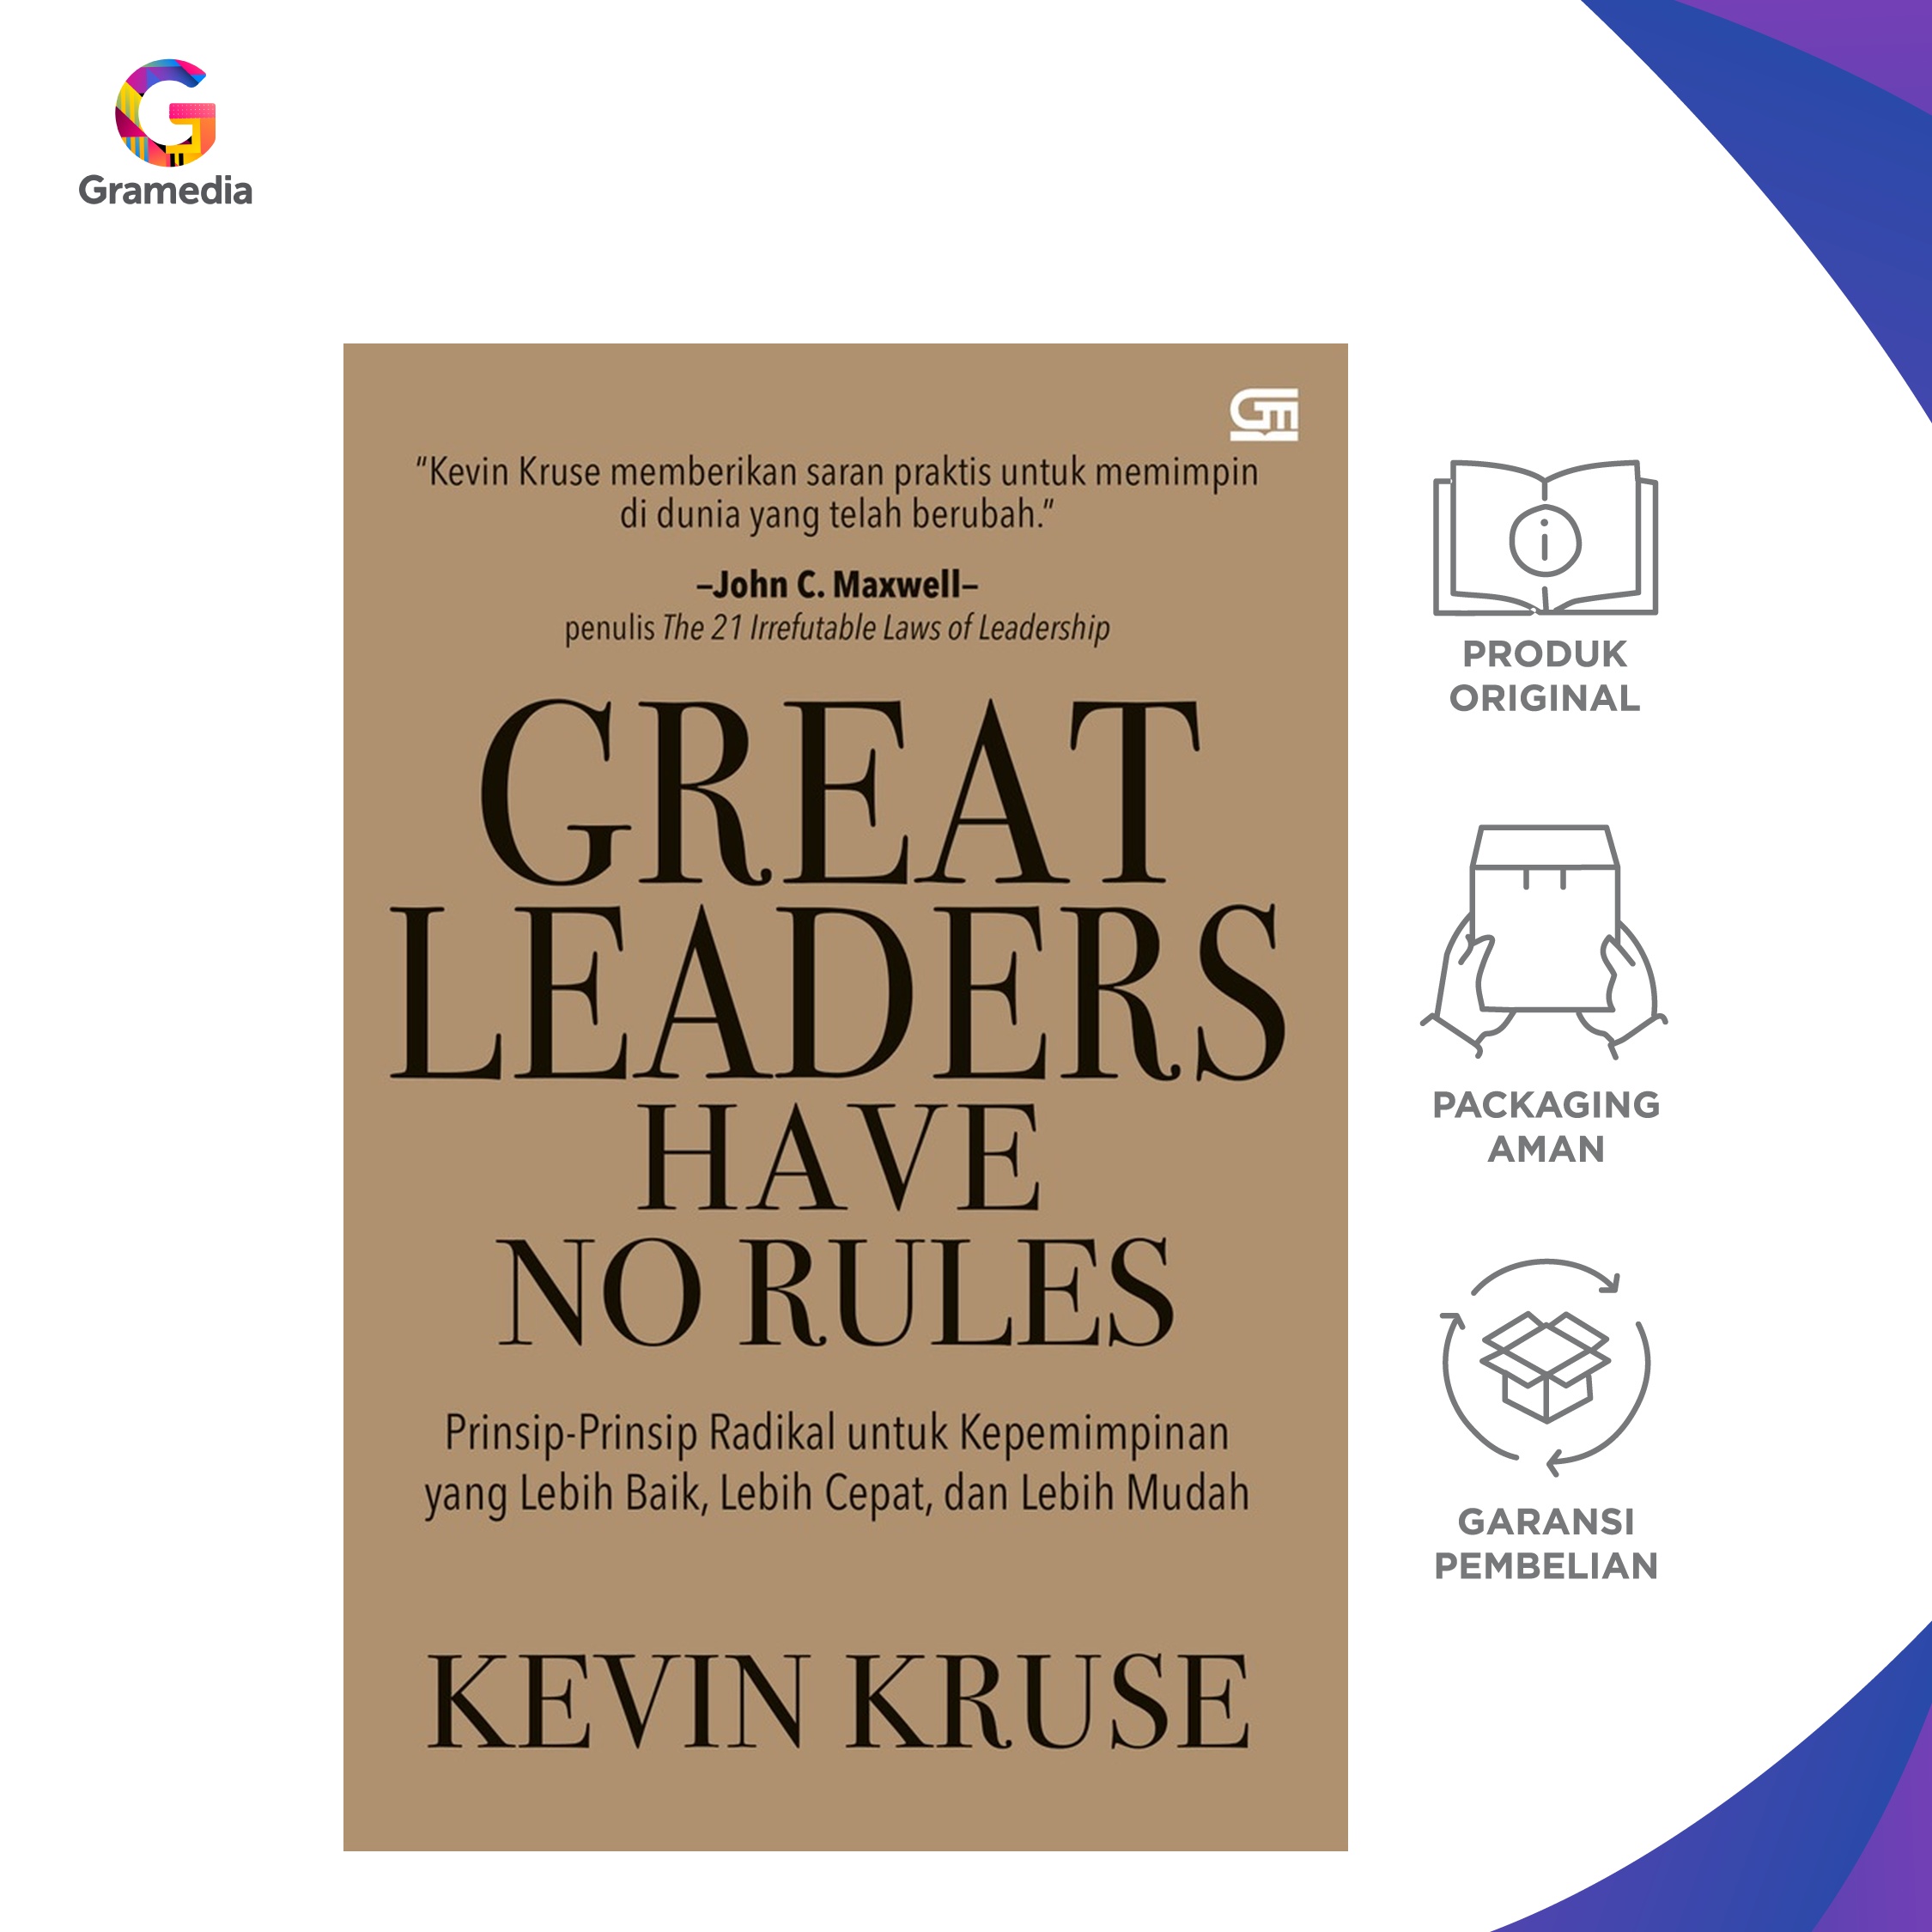 Gramedia
GM
“Kevin Kruse memberikan saran praktis untuk memimpin
di dunia yang telah berubah.”
–John C. Maxwell–
penulis The 21 Irrefutable Laws of Leadership
GREAT
LEADERS
HAVE
NO RULES
Prinsip-Prinsip Radikal untuk Kepemimpinan
yang Lebih Baik, Lebih Cepat, dan Lebih Mudah
KEVIN KRUSE
PRODUK
ORIGINAL
PACKAGING
AMAN
GARANSI
PEMBELIAN